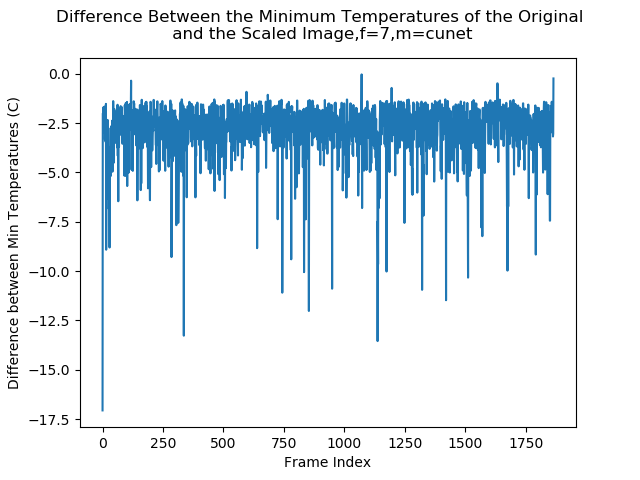 Difference Between the Minimum Temperatures of the Original
and the Scaled Image,f=7,m=cunet
Difference between Min Temperatures (C)
0.0
−2.5
−5.0
−7.5
−10.0
−12.5
−15.0
−17.5
0 250 500 750 1000 1250 1500 1750
Frame Index